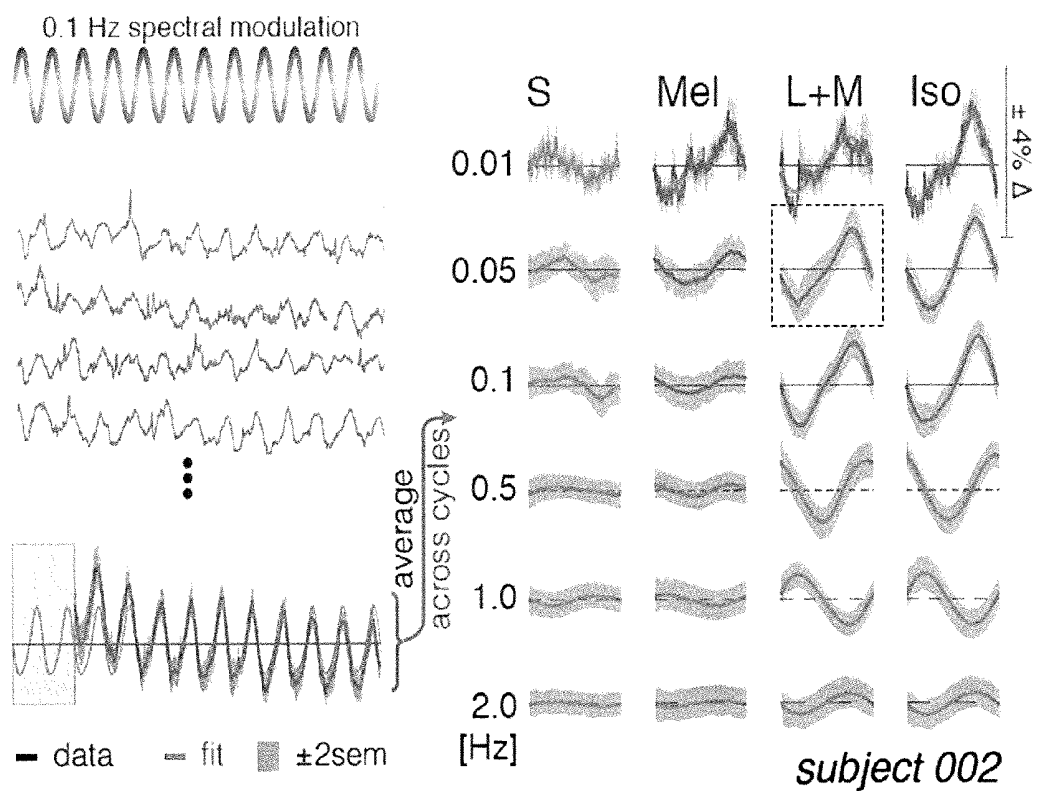 0.1 Hz spectral modulation
S Mel L+M Iso
± 4% Δ
0.01
0.05
0.1
0.5
1.0
2.0
[Hz]
average
across cycles
data fit ±2sem
subject 002